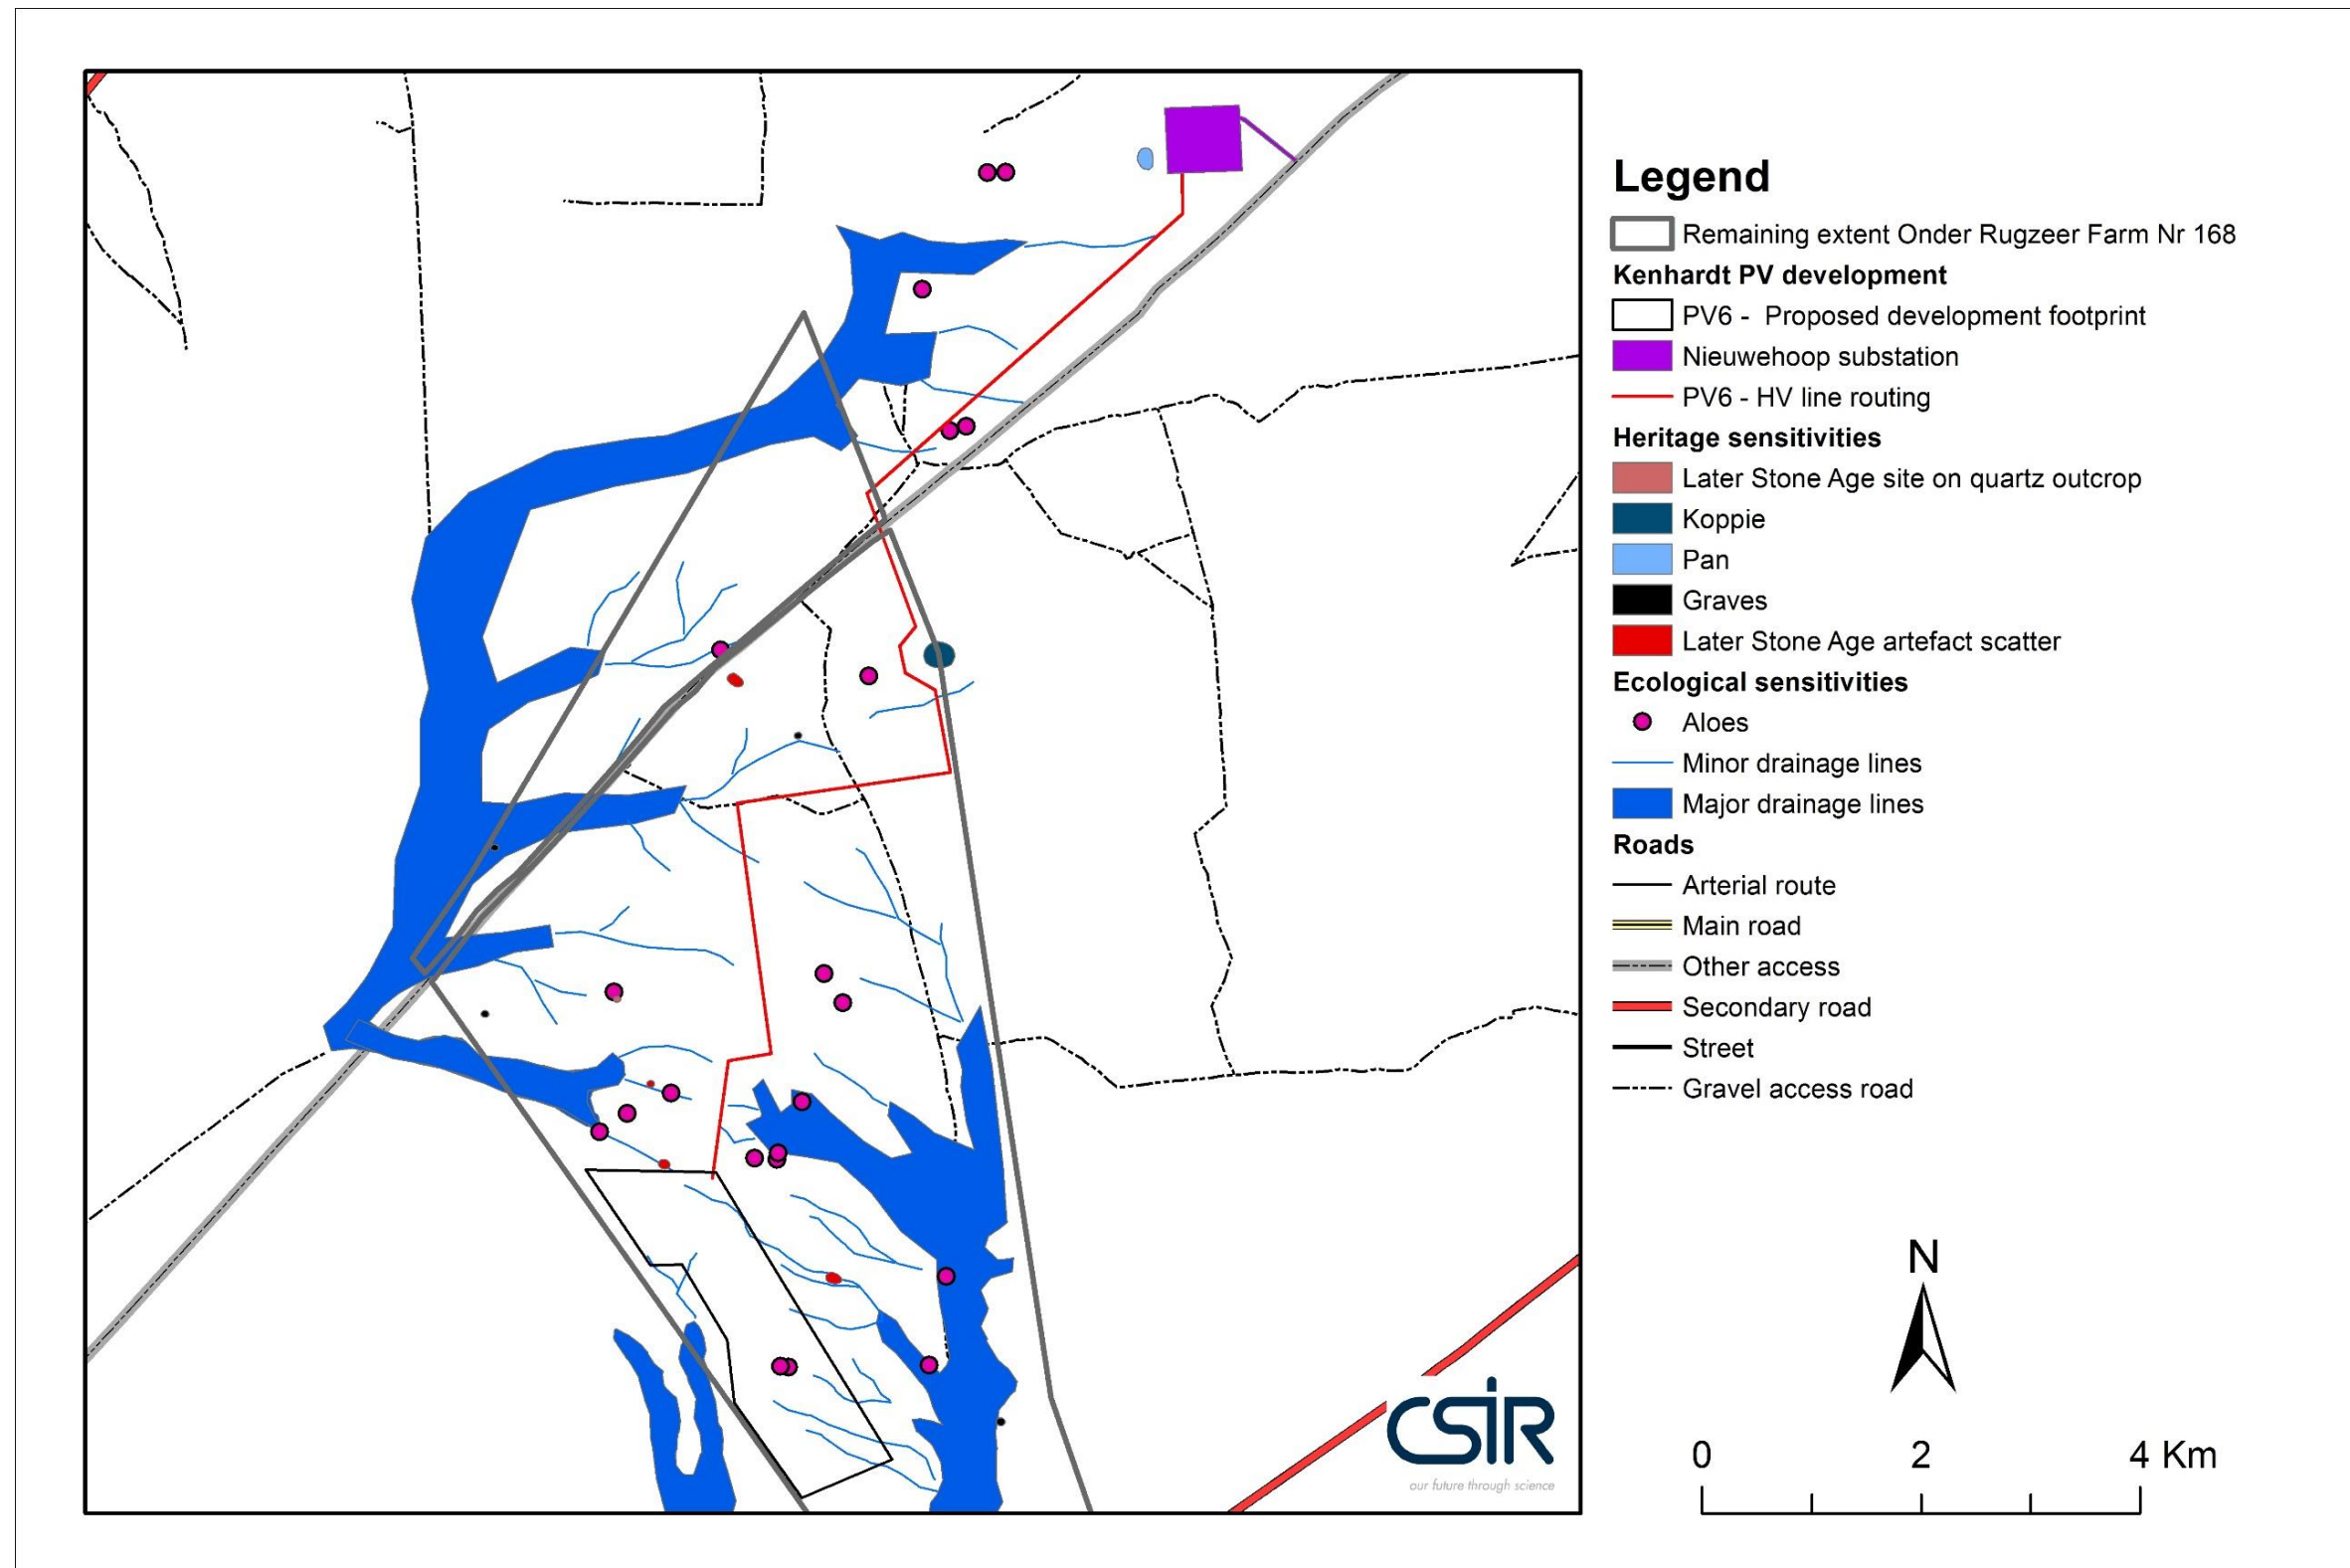 Legend
Remaining extent Onder Rugzeer Farm Nr 168
Kenhardt PV development
PV6 - Proposed development footprint
Nieuwehoop substation
PV6 - HV line routing
Heritage sensitivities
Later Stone Age site on quartz outcrop
Koppie
Pan
Graves
Later Stone Age artefact scatter
Ecological sensitivities
Aloes
Minor drainage lines
Major drainage lines
Roads
Arterial route
Main road
Other access
Secondary road
Street
Gravel access road
N
0 2 4 Km
CSIR
our future through science